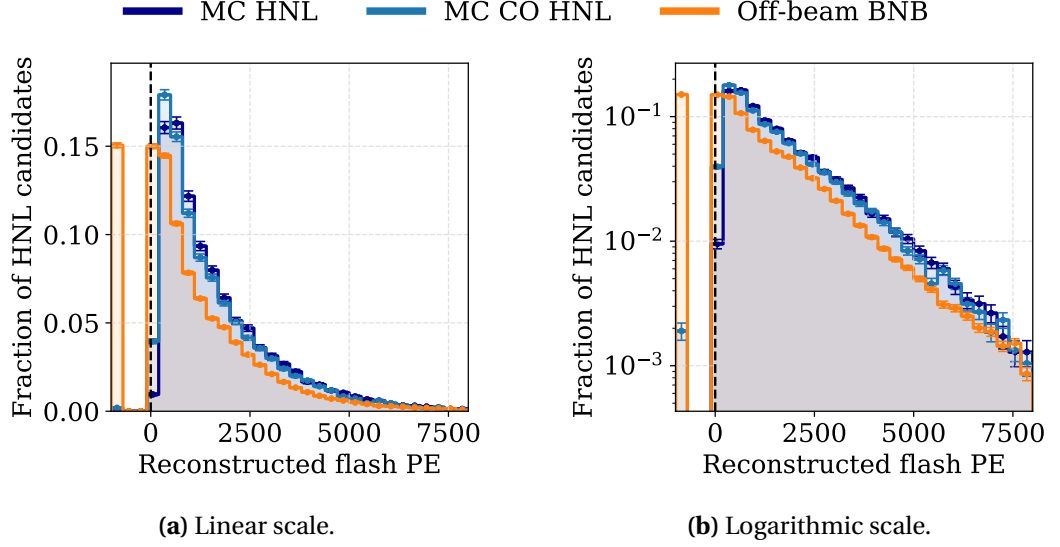 MC HNL MC CO HNL Off-beam BNB
Fraction of HNL candidates
0.15
0.10
0.05
0.00
0 2500 5000 7500
Reconstructed flash PE
(a) Linear scale.
Fraction of HNL candidates
10⁻¹
10⁻²
10⁻³
0 2500 5000 7500
Reconstructed flash PE
(b) Logarithmic scale.